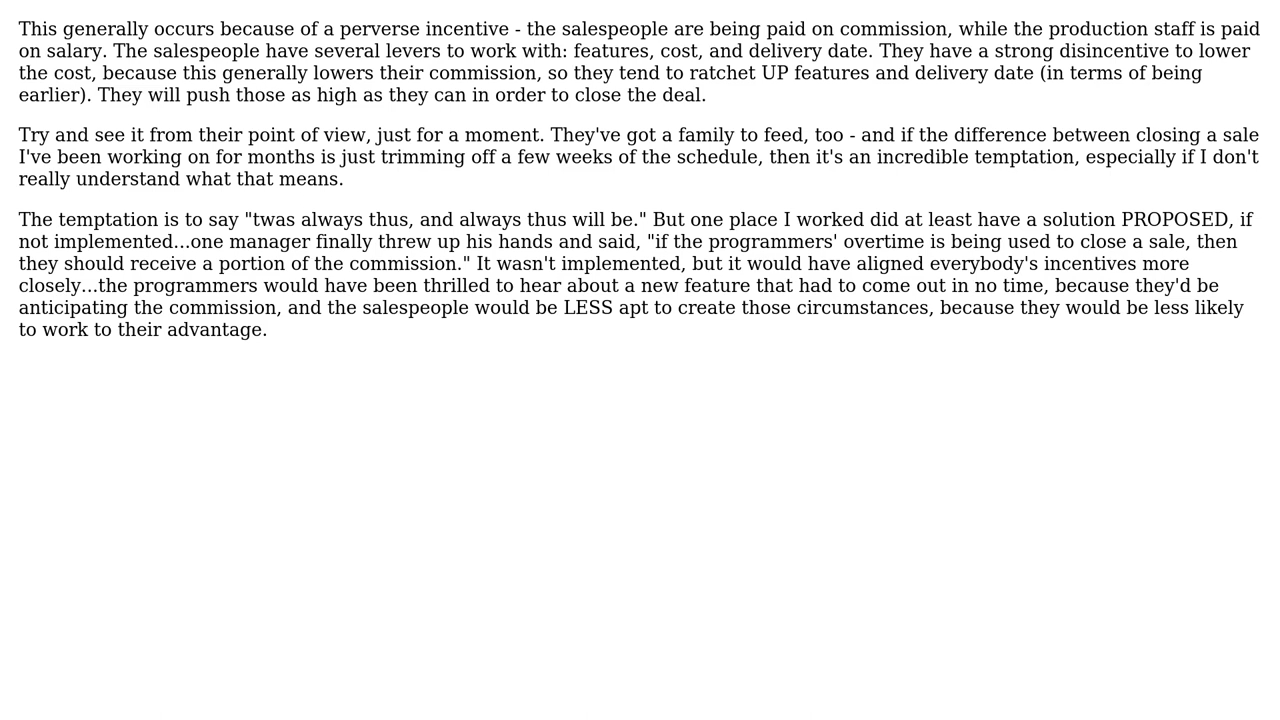 This generally occurs because of a perverse incentive - the salespeople are being paid on commission, while the production staff is paid
on salary. The salespeople have several levers to work with: features, cost, and delivery date. They have a strong disincentive to lower
the cost, because this generally lowers their commission, so they tend to ratchet UP features and delivery date (in terms of being
earlier). They will push those as high as they can in order to close the deal.
Try and see it from their point of view, just for a moment. They've got a family to feed, too - and if the difference between closing a sale
I've been working on for months is just trimming off a few weeks of the schedule, then it's an incredible temptation, especially if I don't
really understand what that means.
The temptation is to say "twas always thus, and always thus will be." But one place I worked did at least have a solution PROPOSED, if
not implemented...one manager finally threw up his hands and said, "if the programmers' overtime is being used to close a sale, then
they should receive a portion of the commission." It wasn't implemented, but it would have aligned everybody's incentives more
closely...the programmers would have been thrilled to hear about a new feature that had to come out in no time, because they'd be
anticipating the commission, and the salespeople would be LESS apt to create those circumstances, because they would be less likely
to work to their advantage.